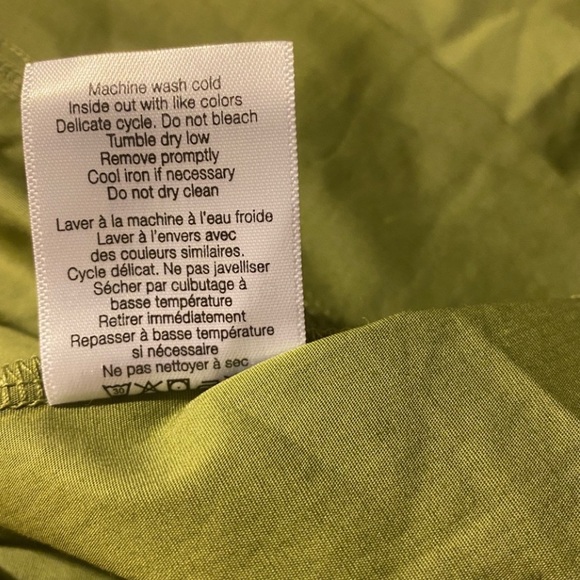 Machine wash cold
Inside out with like colors
Delicate cycle. Do not bleach
Tumble dry low
Remove promptly
Cool iron if necessary
Do not dry clean
Laver à la machine à l'eau froide
Laver à l'envers avec
des couleurs similaires.
Cycle délicat. Ne pas javelliser
Sécher par culbutage à
basse température
Retirer immédiatement
Repasser à basse température
si nécessaire
Ne pas nettoyer à sec
30